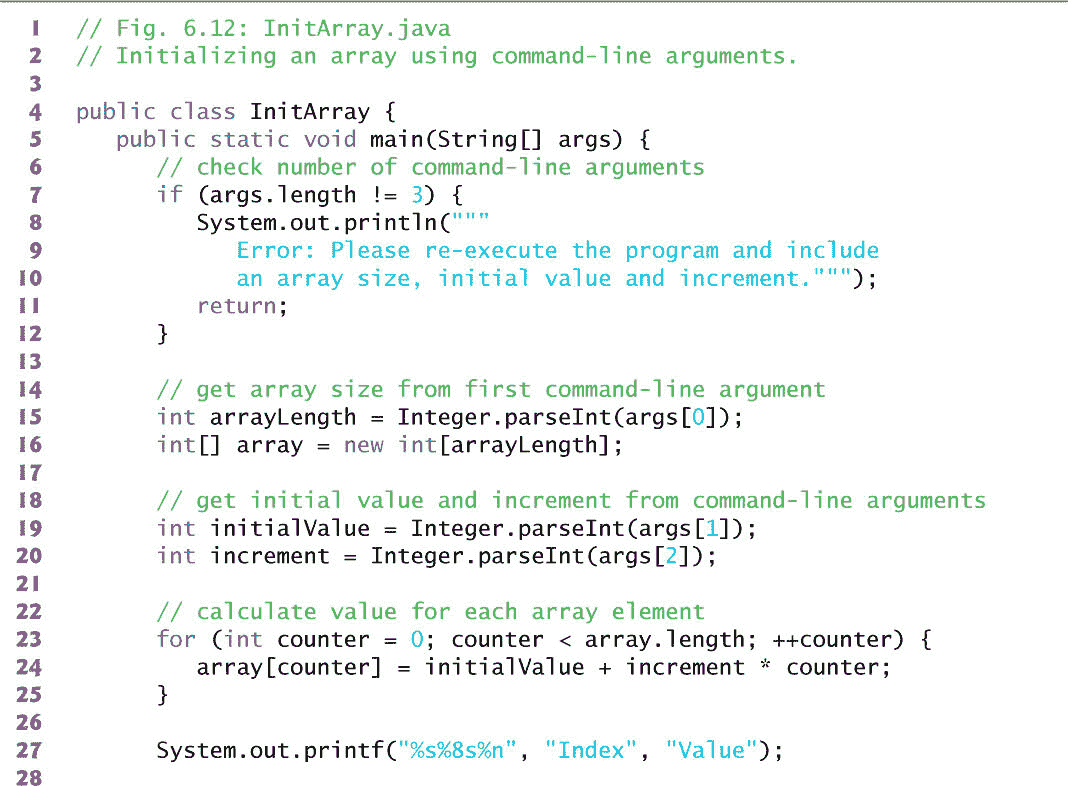 1 // Fig. 6.12: InitArray.java
2 // Initializing an array using command-line arguments.
3
4 public class InitArray {
5 public static void main(String[] args) {
6 // check number of command-line arguments
7 if (args.length != 3) {
8 System.out.println("""
9 Error: Please re-execute the program and include
10 an array size, initial value and increment.""");
11 return;
12 }
13
14 // get array size from first command-line argument
15 int arrayLength = Integer.parseInt(args[0]);
16 int[] array = new int[arrayLength];
17
18 // get initial value and increment from command-line arguments
19 int initialValue = Integer.parseInt(args[1]);
20 int increment = Integer.parseInt(args[2]);
21
22 // calculate value for each array element
23 for (int counter = 0; counter < array.length; ++counter) {
24 array[counter] = initialValue + increment * counter;
25 }
26
27 System.out.printf("%s%8s%n", "Index", "Value");
28